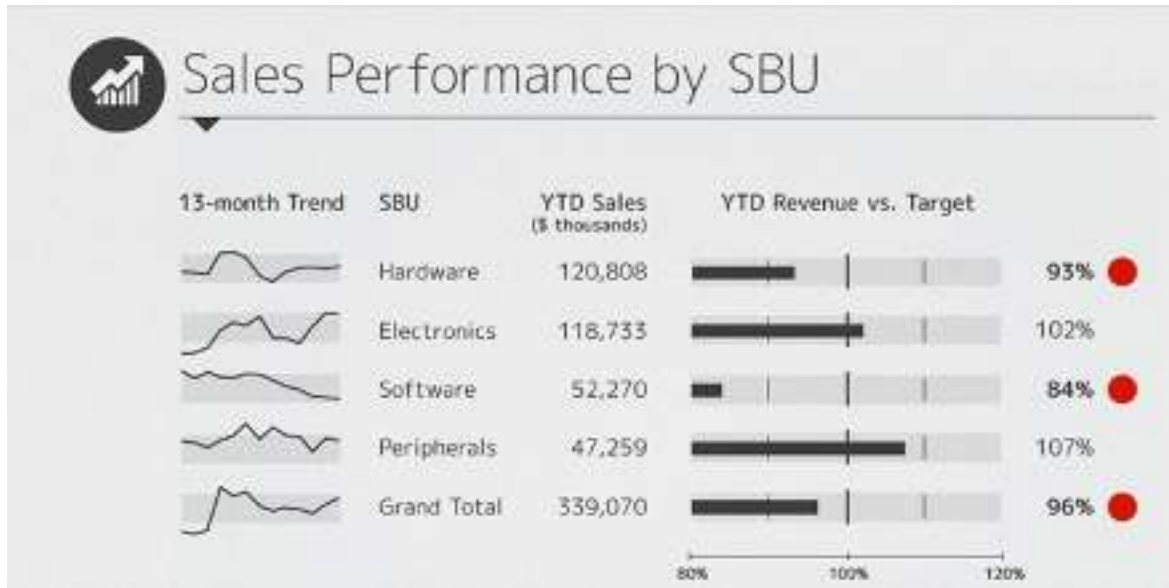 Sales Performance by SBU
13-month Trend SBU YTD Sales YTD Revenue vs. Target
($ thousands)
Hardware 120,808 93%
Electronics 118,733 102%
Software 52,270 84%
Peripherals 47,259 107%
Grand Total 339,070 96%
80% 100% 120%